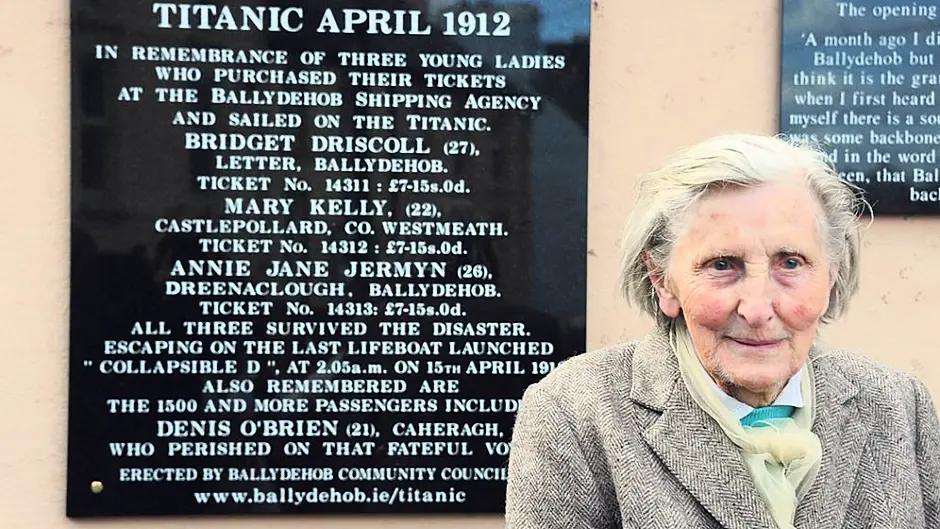 TITANIC APRIL 1912
IN REMEMBRANCE OF THREE YOUNG LADIES
WHO PURCHASED THEIR TICKETS
AT THE BALLYDEHOB SHIPPING AGENCY
AND SAILED ON THE TITANIC.
BRIDGET DRISCOLL (27),
LETTER, BALLYDEHOB.
TICKET No. 14311 : £7-15s.0d.
MARY KELLY, (22),
CASTLEPOLLARD, CO. WESTMEATH.
TICKET No. 14312 : £7-15s.0d.
ANNIE JANE JERMYN (26),
DREENACLOUGH, BALLYDEHOB.
TICKET No. 14313: £7-15s.0d.
ALL THREE SURVIVED THE DISASTER.
ESCAPING ON THE LAST LIFEBOAT LAUNCHED
" COLLAPSIBLE D ", AT 2.05a.m. ON 15TH APRIL
ALSO REMEMBERED ARE
THE 1500 AND MORE PASSENGERS
DENIS O'BRIEN (21), CAHERAGH,
WHO PERISHED ON THAT FATEFUL
ERECTED BY BALLYDEHOB COMMUNITY
www.ballydehob.ie/titanic
The opening
'A month ago I
Ballydehob but
think it is the
when I first heard
myself there is a
was some backbone
in the word
that